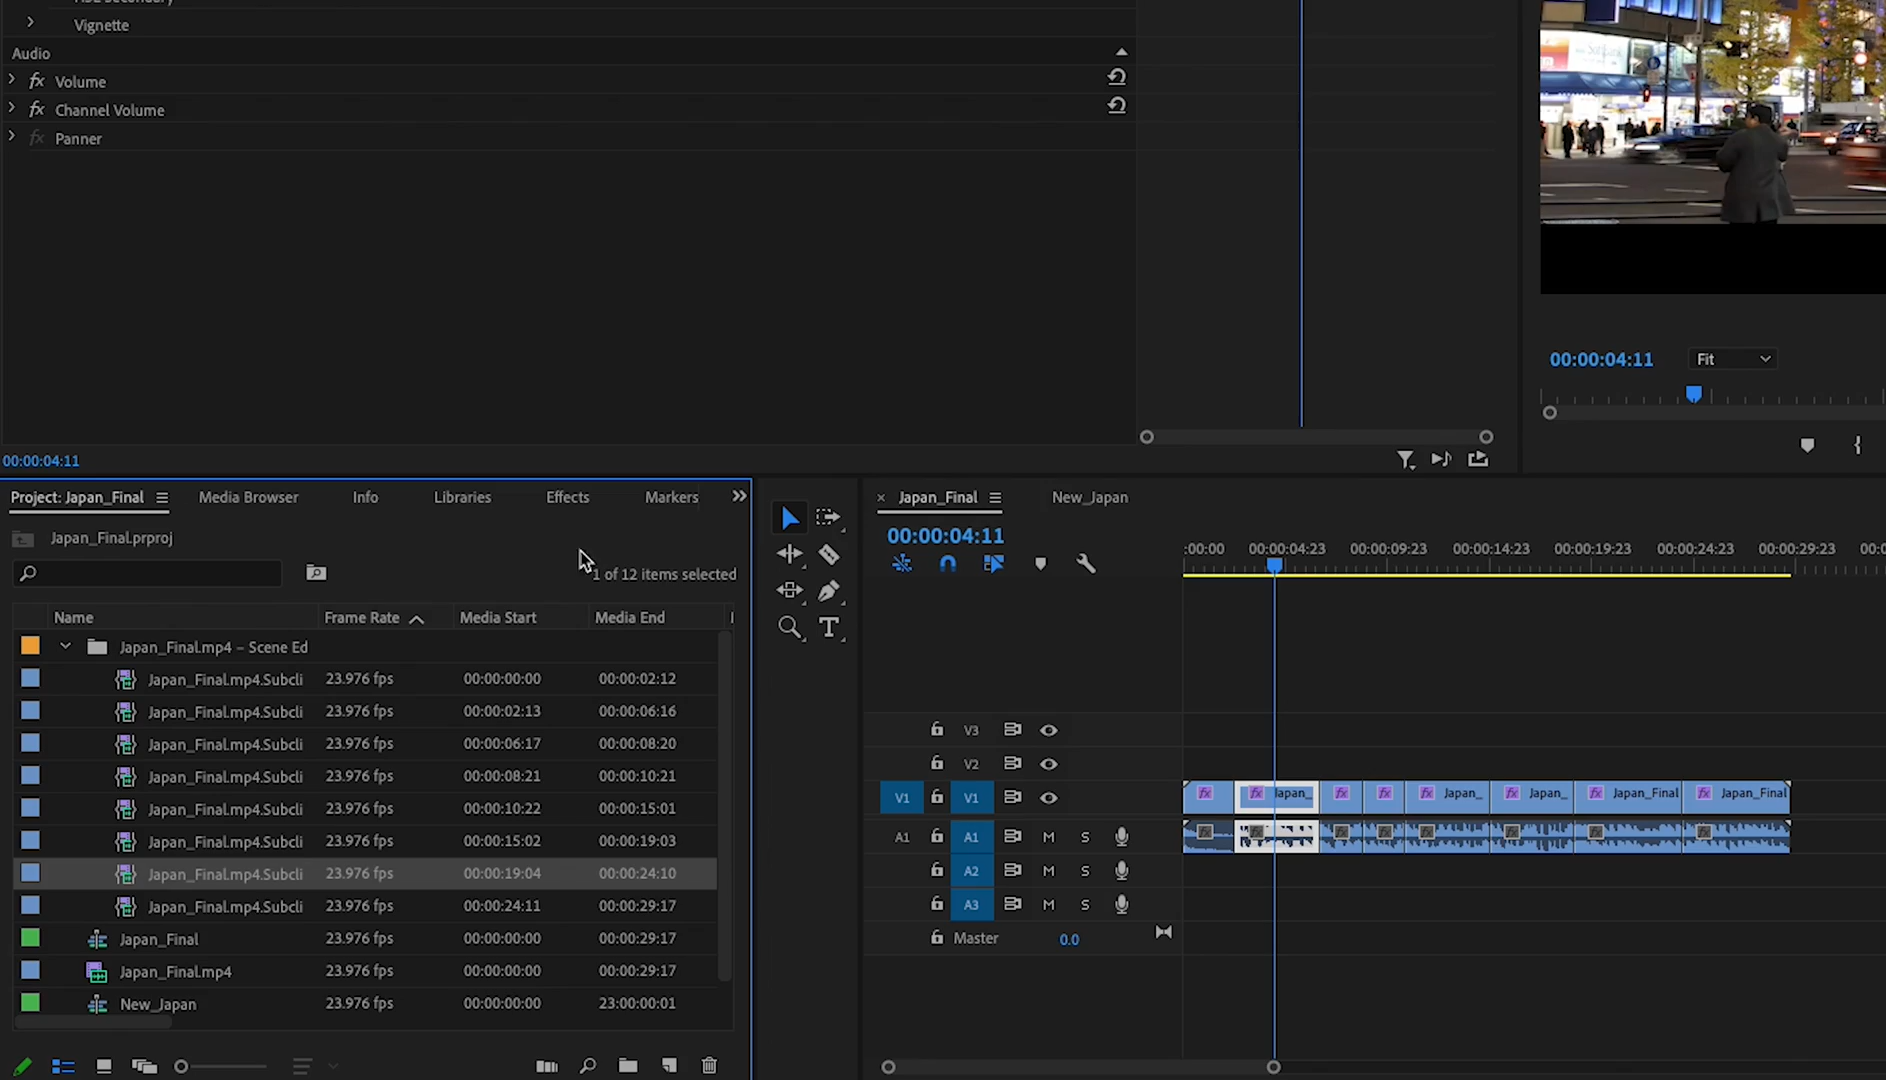 Vignette
Audio
fx Volume
fx Channel Volume
fx Panner
00:00:04:11
00:00:04:11 Fit
Project: Japan_Final Media Browser Info Libraries Effects Markers
Japan_Final.prproj
1 of 12 items selected
Name Frame Rate Media Start Media End
Japan_Final.mp4 – Scene Ed
Japan_Final.mp4.Subcli 23.976 fps 00:00:00:00 00:00:02:12
Japan_Final.mp4.Subcli 23.976 fps 00:00:02:13 00:00:06:16
Japan_Final.mp4.Subcli 23.976 fps 00:00:06:17 00:00:08:20
Japan_Final.mp4.Subcli 23.976 fps 00:00:08:21 00:00:10:21
Japan_Final.mp4.Subcli 23.976 fps 00:00:10:22 00:00:15:01
Japan_Final.mp4.Subcli 23.976 fps 00:00:15:02 00:00:19:03
Japan_Final.mp4.Subcli 23.976 fps 00:00:19:04 00:00:24:10
Japan_Final.mp4.Subcli 23.976 fps 00:00:24:11 00:00:29:17
Japan_Final 23.976 fps 00:00:00:00 00:00:29:17
Japan_Final.mp4 23.976 fps 00:00:00:00 00:00:29:17
New_Japan 23.976 fps 00:00:00:00 23:00:00:01
Japan_Final New_Japan
00:00:04:11
:00:00 00:00:04:23 00:00:09:23 00:00:14:23 00:00:19:23 00:00:24:23 00:00:29:23 00:0
V3
V2
V1 V1 fx fx Japan_ fx fx fx Japan_ fx Japan_ fx Japan_Final fx Japan_Final
A1 A1 M S fx fx fx fx fx fx fx fx
A2 M S
A3 M S
Master 0.0